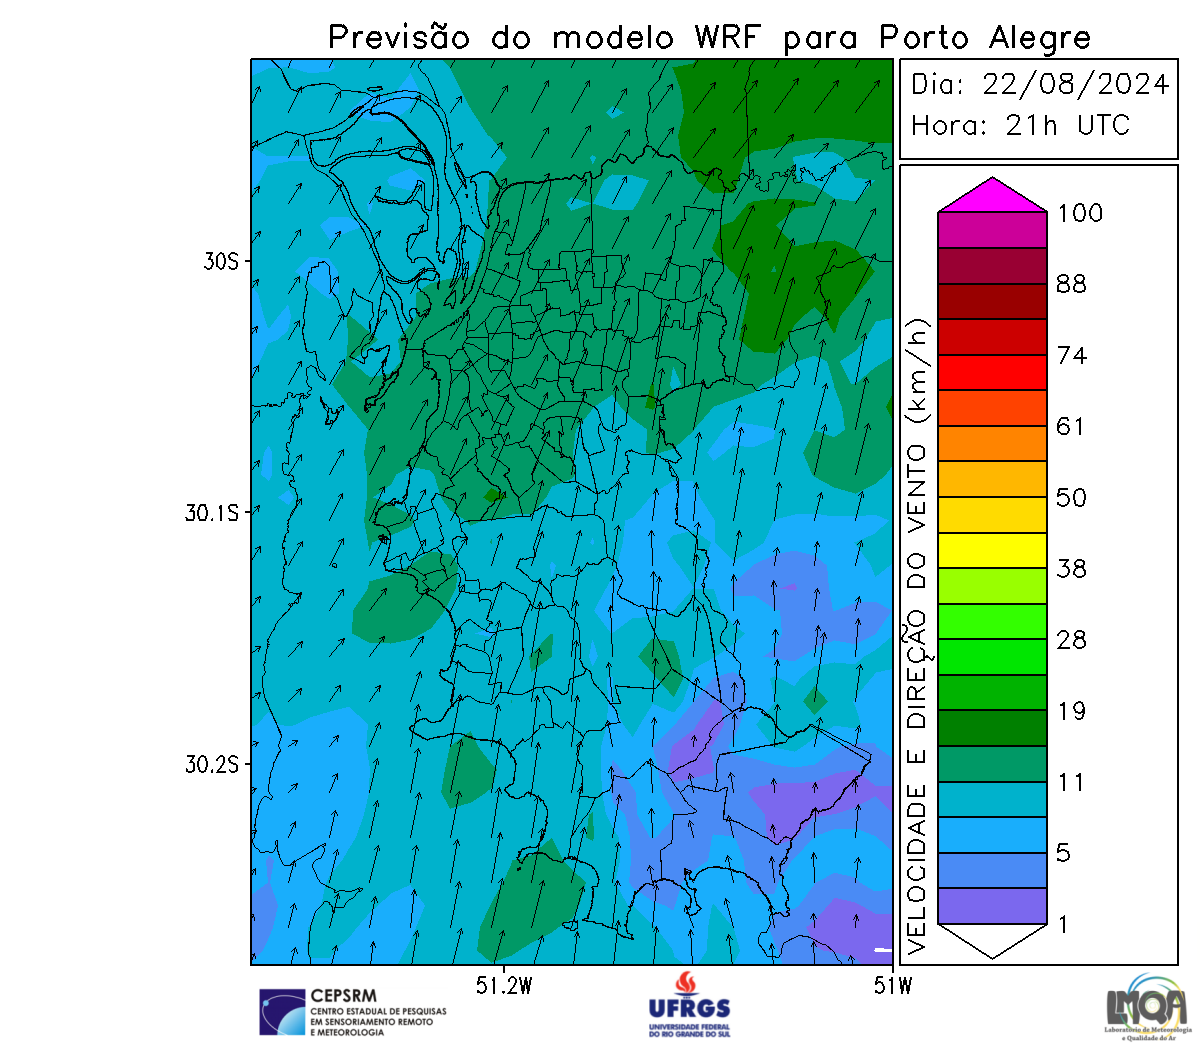 Previsão do modelo WRF para Porto Alegre
Dia: 22/08/2024
Hora: 21h UTC
30S
30.1S
30.2S
51.2W
51W
VELOCIDADE E DIREÇÃO DO VENTO (km/h)
100
88
74
61
50
38
28
19
11
5
1
CEPSRM
CENTRO ESTADUAL DE PESQUISAS
EM SENSORIAMENTO REMOTO
E METEOROLOGIA
UFRGS
UNIVERSIDADE FEDERAL
DO RIO GRANDE DO SUL
LMQA
Laboratório de Meteorologia
e Qualidade do Ar